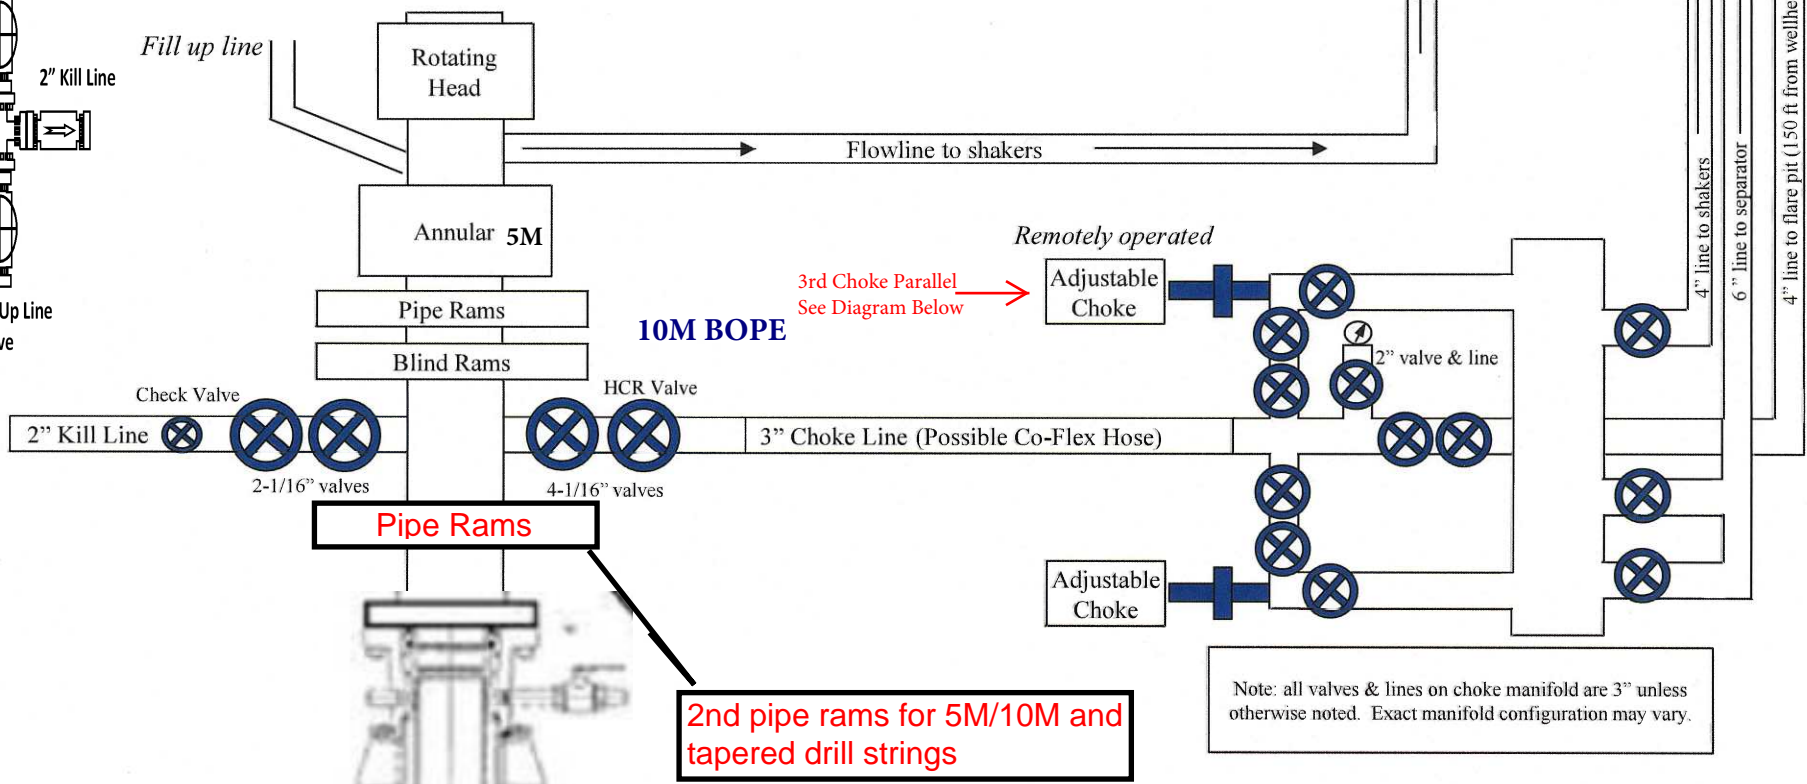 Fill up line
2” Kill Line
Rotating
Head
Flowline to shakers
Annular 5M
Remotely operated
3rd Choke Parallel
See Diagram Below
Adjustable
Choke
Up Line
Pipe Rams
10M BOPE
Blind Rams
2” valve & line
4” line to shakers
6 ” line to separator
4” line to flare pit (150 ft from wellhe
Check Valve
HCR Valve
2” Kill Line
3” Choke Line (Possible Co-Flex Hose)
2-1/16” valves
4-1/16” valves
Pipe Rams
Adjustable
Choke
2nd pipe rams for 5M/10M and
tapered drill strings
Note: all valves & lines on choke manifold are 3” unless
otherwise noted.  Exact manifold configuration may vary.